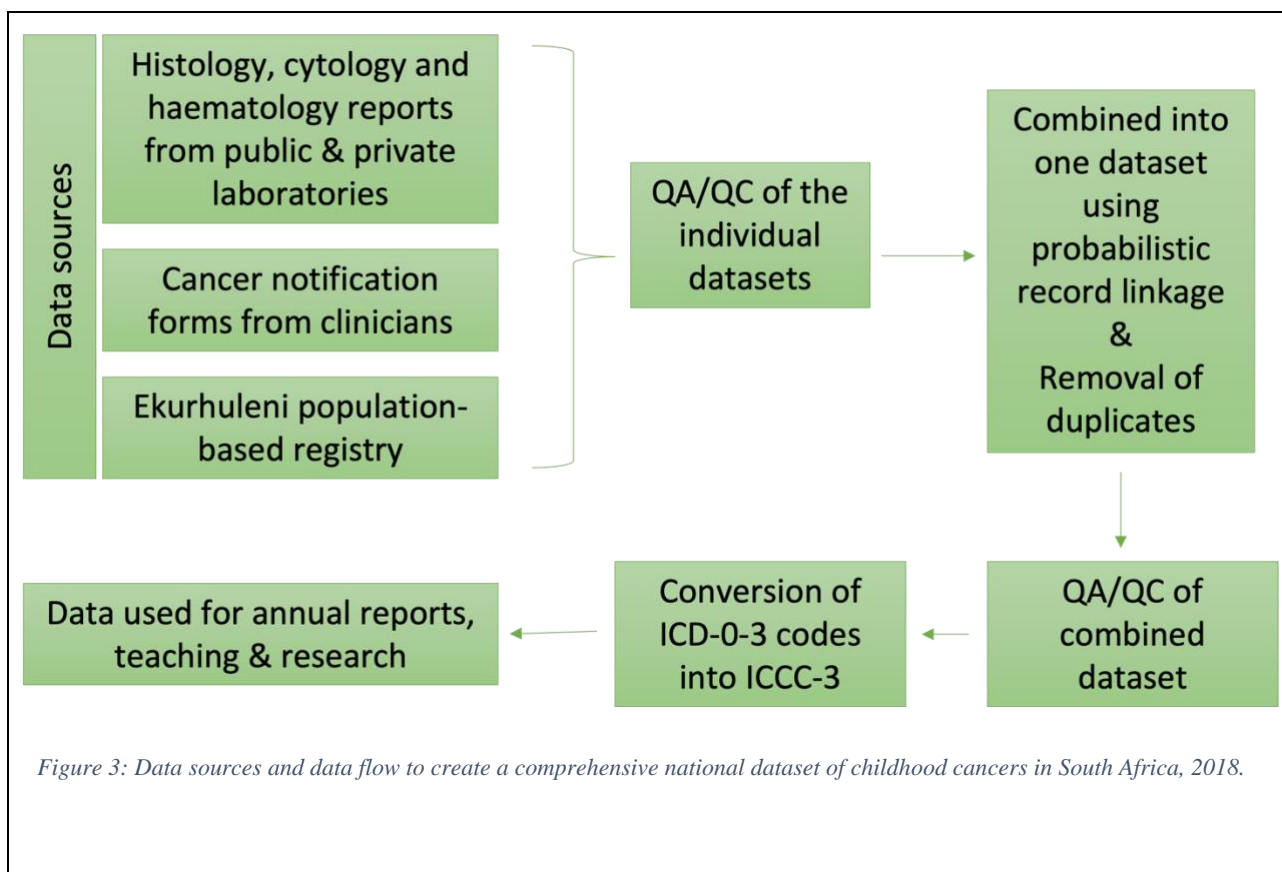 Data sources
Histology, cytology and
haematology reports
from public & private
laboratories
Cancer notification
forms from clinicians
Ekurhuleni population-
based registry
QA/QC of the
individual
datasets
Combined into
one dataset
using
probabilistic
record linkage
&
Removal of
duplicates
QA/QC of
combined
dataset
Conversion of
ICD-0-3 codes
into ICCC-3
Data used for annual reports,
teaching & research
Figure 3: Data sources and data flow to create a comprehensive national dataset of childhood cancers in South Africa, 2018.